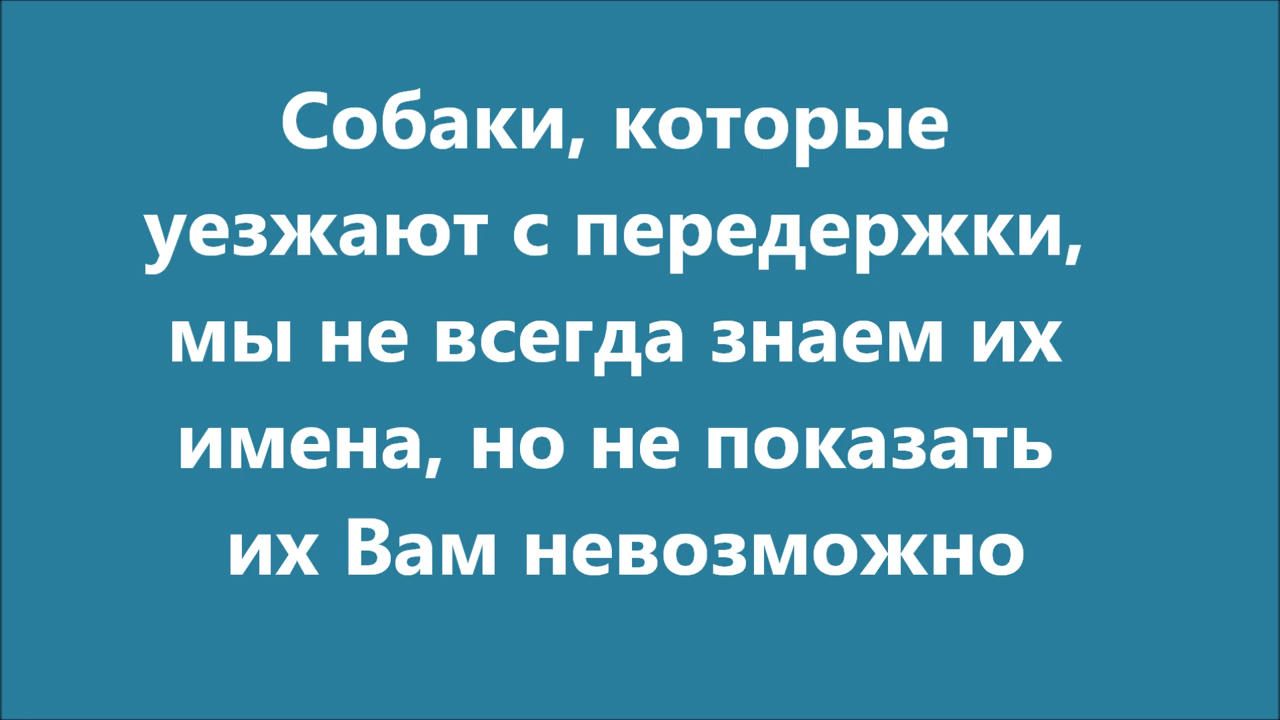 Собаки, которые
уезжают с передержки,
мы не всегда знаем их
имена, но не показать
их Вам невозможно